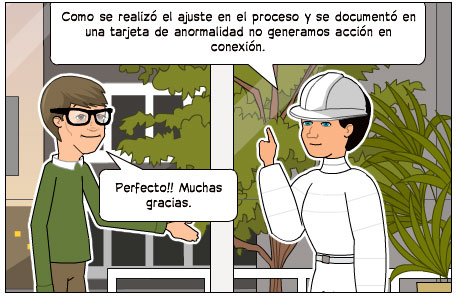 Como se realizó el ajuste en el proceso y se documentó en
una tarjeta de anormalidad no generamos acción en
conexión.
Perfecto!! Muchas
gracias.